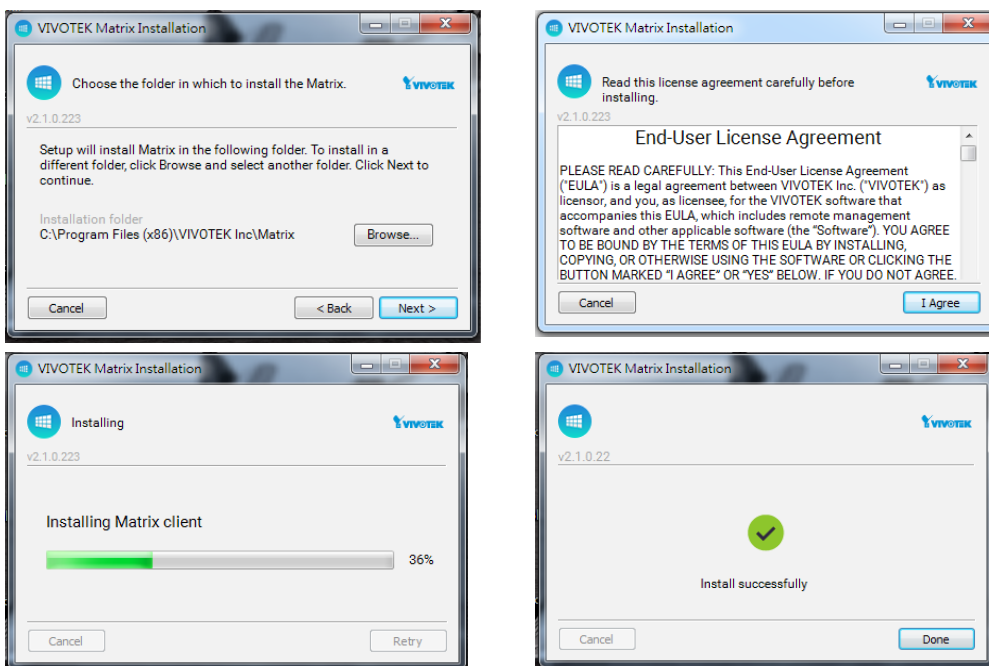 VIVOTEK Matrix Installation
Choose the folder in which to install the Matrix.
VIVOTEK
v2.1.0.223
Setup will install Matrix in the following folder. To install in a
different folder, click Browse and select another folder. Click Next to
continue.
Installation folder
C:\Program Files (x86)\VIVOTEK Inc\Matrix
Browse...
Cancel
< Back
Next >
VIVOTEK Matrix Installation
Read this license agreement carefully before
installing.
VIVOTEK
v2.1.0.223
End-User License Agreement
PLEASE READ CAREFULLY: This End-User License Agreement
("EULA") is a legal agreement between VIVOTEK Inc. ("VIVOTEK") as
licensor, and you, as licensee, for the VIVOTEK software that
accompanies this EULA, which includes remote management
software and other applicable software (the “Software”). YOU AGREE
TO BE BOUND BY THE TERMS OF THIS EULA BY INSTALLING,
COPYING, OR OTHERWISE USING THE SOFTWARE OR CLICKING THE
BUTTON MARKED “I AGREE” OR “YES” BELOW. IF YOU DO NOT AGREE.
Cancel
I Agree
VIVOTEK Matrix Installation
Installing
VIVOTEK
v2.1.0.223
Installing Matrix client
36%
Cancel
Retry
VIVOTEK Matrix Installation
VIVOTEK
v2.1.0.22
Install successfully
Cancel
Done